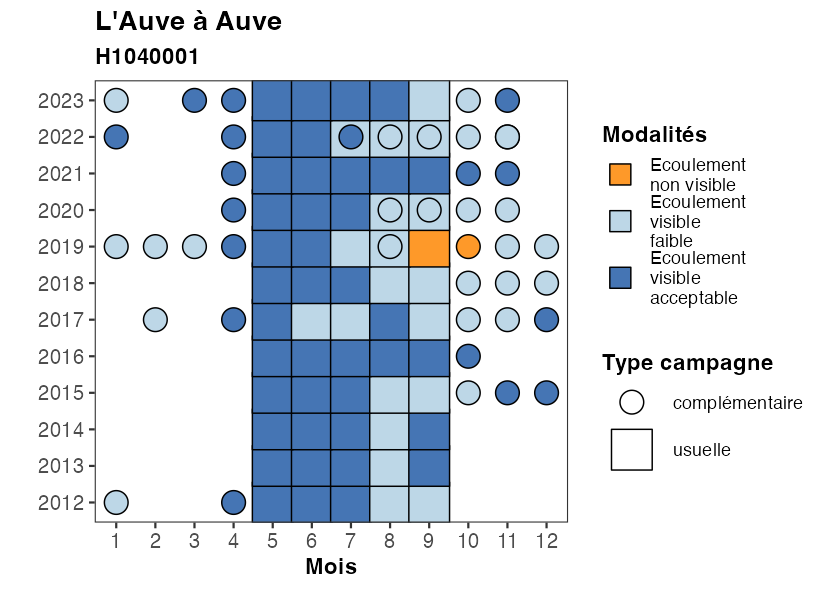 L'Auve à Auve
H1040001
2023
2022
2021
2020
2019
2018
2017
2016
2015
2014
2013
2012
1 2 3 4 5 6 7 8 9 10 11 12
Mois
Modalités
Ecoulement
non visible
Ecoulement
visible
faible
Ecoulement
visible
acceptable
Type campagne
complémentaire
usuelle